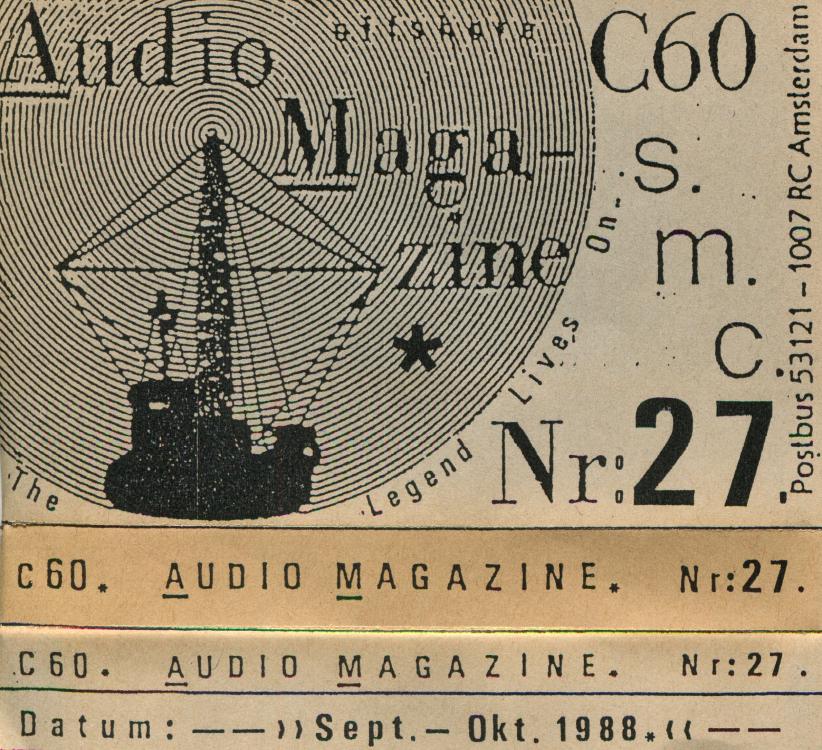 Audio
offshore
Maga-
zine
*
The Legend Lives On.
C60
s.
m.
c.
Nr:27.
Postbus 53121 – 1007 RC Amsterdam
C60. AUDIO MAGAZINE. Nr:27.
C60. AUDIO MAGAZINE. Nr:27.
Datum: ——››Sept.– Okt. 1988.‹‹——